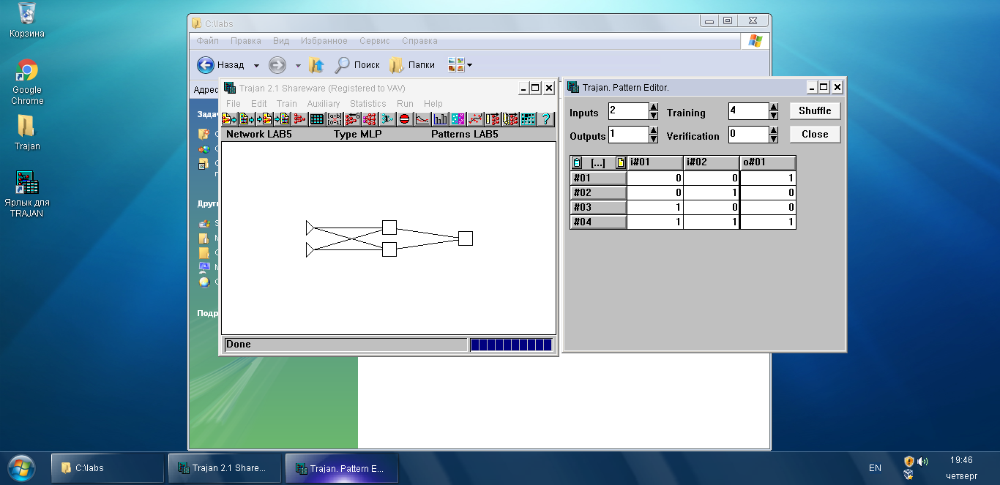 Корзина
Google
Chrome
Trajan
Ярлык для
TRAJAN
C:\labs
Файл Правка Вид Избранное Сервис Справка
Назад Поиск Папки
Адрес
Задач
Други
Подро
Trajan 2.1 Shareware (Registered to VAV)
File Edit Train Auxiliary Statistics Run Help
Network LAB5 Type MLP Patterns LAB5
Done
Trajan. Pattern Editor.
Inputs 2 Training 4 Shuffle
Outputs 1 Verification 0 Close
[...] i#01 i#02 o#01
#01 0 0 1
#02 0 1 0
#03 1 0 0
#04 1 1 1
C:\labs Trajan 2.1 Share... Trajan. Pattern E... EN
19:46
четверг